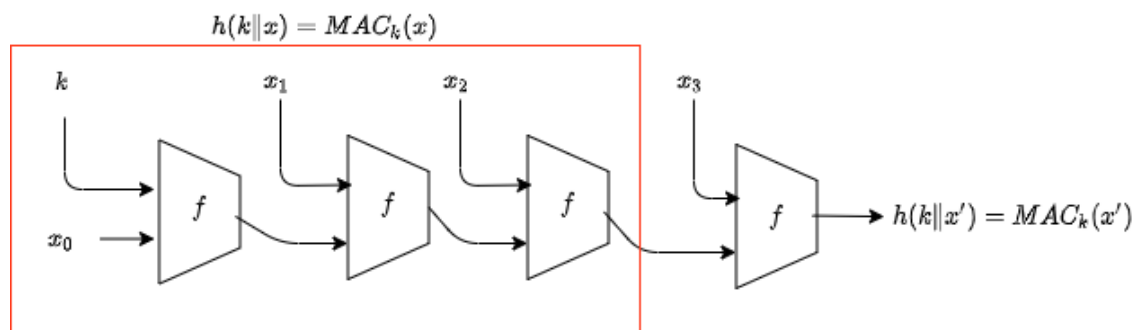 h(k∥x) = MAC_k(x)
k
x_1
x_2
x_3
f
f
f
f
x_0
h(k∥x′) = MAC_k(x′)